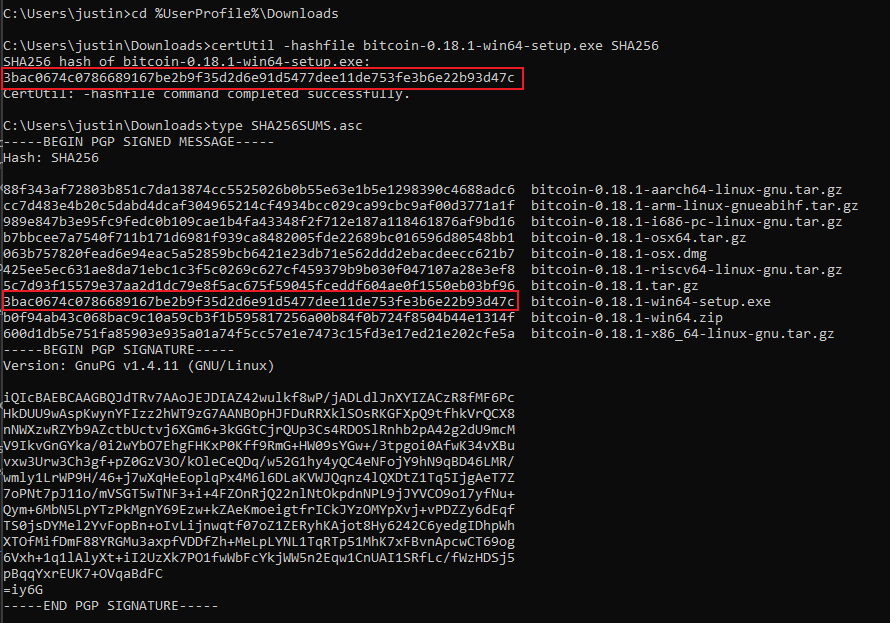 C:\Users\justin>cd %UserProfile%\Downloads
C:\Users\justin\Downloads>certUtil -hashfile bitcoin-0.18.1-win64-setup.exe SHA256
SHA256 hash of bitcoin-0.18.1-win64-setup.exe:
3bac0674c0786689167be2b9f35d2d6e91d5477dee11de753fe3b6e22b93d47c
CertUtil: -hashfile command completed successfully.
C:\Users\justin\Downloads>type SHA256SUMS.asc
-----BEGIN PGP SIGNED MESSAGE-----
Hash: SHA256
88f343af72803b851c7da13874cc5525026b0b55e63e1b5e1298390c4688adc6  bitcoin-0.18.1-aarch64-linux-gnu.tar.gz
cc7d483e4b20c5dabd4dcaf304965214cf4934bcc029ca99cbc9af00d3771a1f  bitcoin-0.18.1-arm-linux-gnueabihf.tar.gz
989e847b3e95fc9fedc0b109cae1b4fa43348f2f712e187a118461876af9bd16  bitcoin-0.18.1-i686-pc-linux-gnu.tar.gz
b7bbcee7a7540f711b171d6981f939ca8482005fde22689bc016596d80548bb1  bitcoin-0.18.1-osx64.tar.gz
063b757820fead6e94eac5a52859bcb6421e23db71e562ddd2ebacdeecc621b7  bitcoin-0.18.1-osx.dmg
425ee5ec631ae8da71ebc1c3f5c0269c627cf459379b9b030f047107a28e3ef8  bitcoin-0.18.1-riscv64-linux-gnu.tar.gz
5c7d93f15579e37aa2d1dc79e8f5ac675f59045fceddf604ae0f1550eb03bf96  bitcoin-0.18.1.tar.gz
3bac0674c0786689167be2b9f35d2d6e91d5477dee11de753fe3b6e22b93d47c  bitcoin-0.18.1-win64-setup.exe
b0f94ab43c068bac9c10a59cb3f1b595817256a00b84f0b724f8504b44e1314f  bitcoin-0.18.1-win64.zip
600d1db5e751fa85903e935a01a74f5cc57e1e7473c15fd3e17ed21e202cfe5a  bitcoin-0.18.1-x86_64-linux-gnu.tar.gz
-----BEGIN PGP SIGNATURE-----
Version: GnuPG v1.4.11 (GNU/Linux)
iQIcBAEBCAAGBQJdTRv7AAoJEJDIAZ42wulkf8wP/jADLdlJnXYIZACzR8fMF6Pc
HkDUU9wAspKwynYFIzz2hWT9zG7AANBOpHJFDuRRXklSOsRKGFXpQ9tfhkVrQCX8
nNWXzwRZYb9AZctbUctvj6XGm6+3kGGtCjrQUp3Cs4RDOSlRnhb2pA42g2dU9mcM
V9IkvGnGYka/0i2wYbO7EhgFHKxP0Kff9RmG+HW09sYGw+/3tpgoi0AfwK34vXBu
vxw3Urw3Ch3gf+pZ0GzV3O/kOleCeQDq/w52G1hy4yQC4eNFojY9hN9qBD46LMR/
wmly1LrWP9H/46+j7wXqHeEoplqPx4M6l6DLaKVWJQqnz4lQXDtZ1Tq5IjgAeT7Z
7oPNt7pJ11o/mVSGT5wTNF3+i+4FZOnRjQ22nlNtOkpdnNPL9jJYVCO9o17yfNu+
Qym+6MbN5LpYTzPkMgnY69Ezw+kZAeKmoeigtfrICkJYzOMYpXvj+vPDZZy6dEqf
TS0jsDYMel2YvFopBn+oIvLijnwqtf07oZ1ZERyhKAjot8Hy6242C6yedgIDhpWh
XTOfMifDmF88YRGMu3axpfVDDfZh+MeLpLYNL1TqRTp51MhK7xFBvnApcwCT69og
6Vxh+1q1lAlyXt+iI2UzXk7PO1fwWbFcYkjWW5n2Eqw1CnUAI1SRfLc/fWzHDSj5
pBqqYxrEUK7+OVqaBdFC
=iy6G
-----END PGP SIGNATURE-----